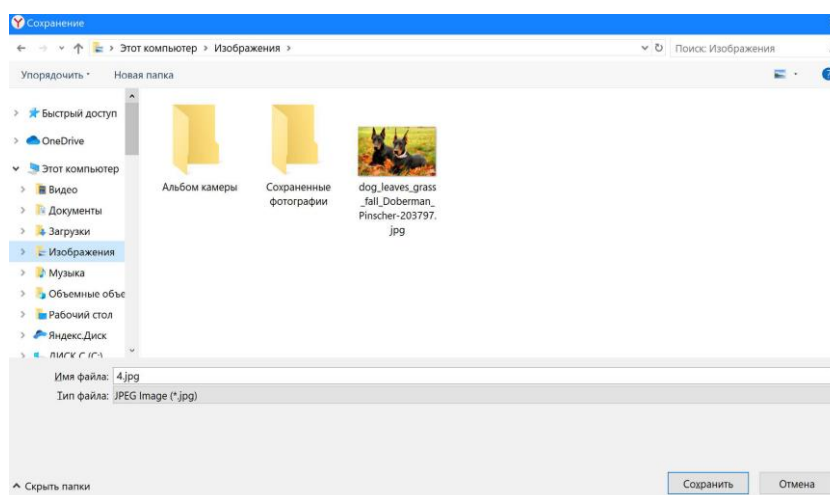 Сохранение
Этот компьютер > Изображения >
Поиск: Изображения
Упорядочить
Новая папка
Быстрый доступ
OneDrive
Этот компьютер
Видео
Документы
Загрузки
Изображения
Музыка
Объемные объе
Рабочий стол
Яндекс.Диск
ДИСК C (C:)
Альбом камеры
Сохраненные
фотографии
dog_leaves_grass
_fall_Doberman_
Pinscher-203797.
jpg
Имя файла: 4.jpg
Тип файла: JPEG Image (*.jpg)
Скрыть папки
Сохранить
Отмена